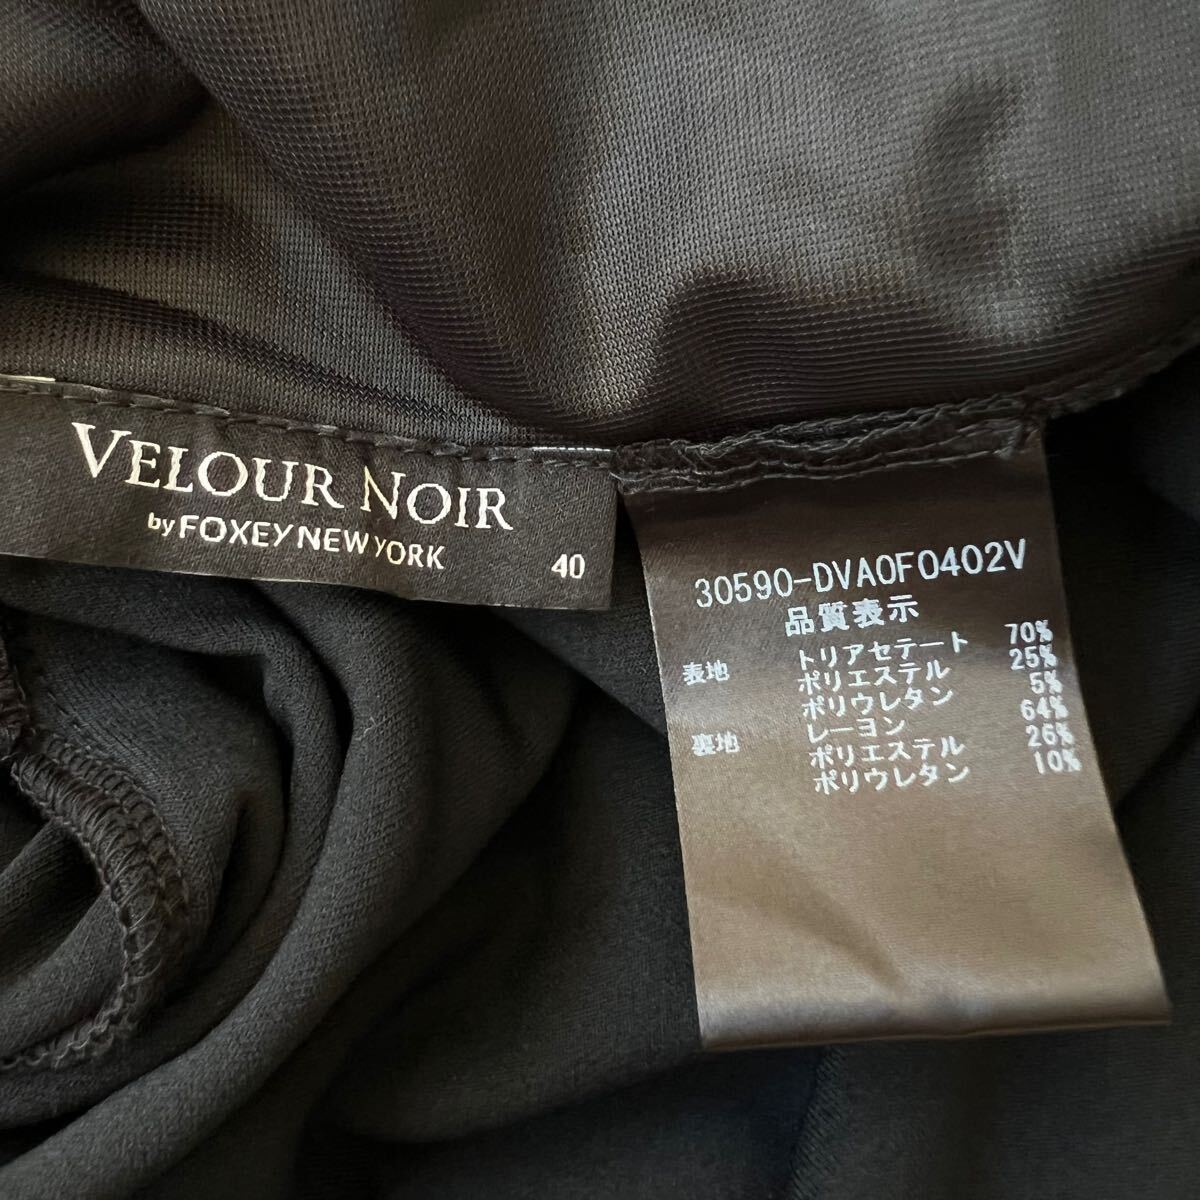 VELOUR NOIR
by FOXEY NEW YORK
40
30590-DVA0F0402V
品質表示
表地 トリアセテート 70%
ポリエステル 25%
ポリウレタン 5%
裏地 レーヨン 64%
ポリエステル 26%
ポリウレタン 10%